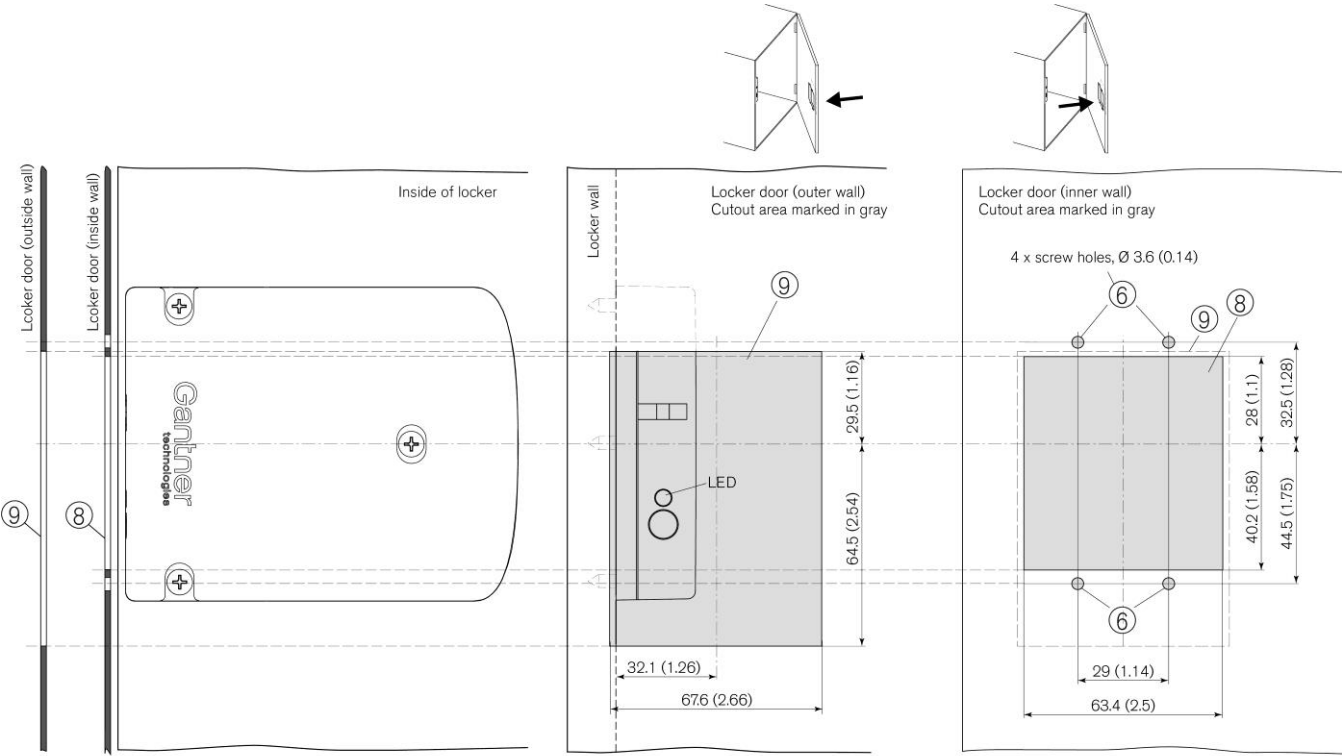 Lcoker door (outside wall)
Lcoker door (inside wall)
Inside of locker
Gantner
technologies
9
8
Locker wall
Locker door (outer wall)
Cutout area marked in gray
9
LED
29.5 (1.16)
64.5 (2.54)
32.1 (1.26)
67.6 (2.66)
Locker door (inner wall)
Cutout area marked in gray
4 x screw holes, Ø 3.6 (0.14)
6
9
8
28 (1.1)
32.5 (1.28)
40.2 (1.58)
44.5 (1.75)
6
29 (1.14)
63.4 (2.5)